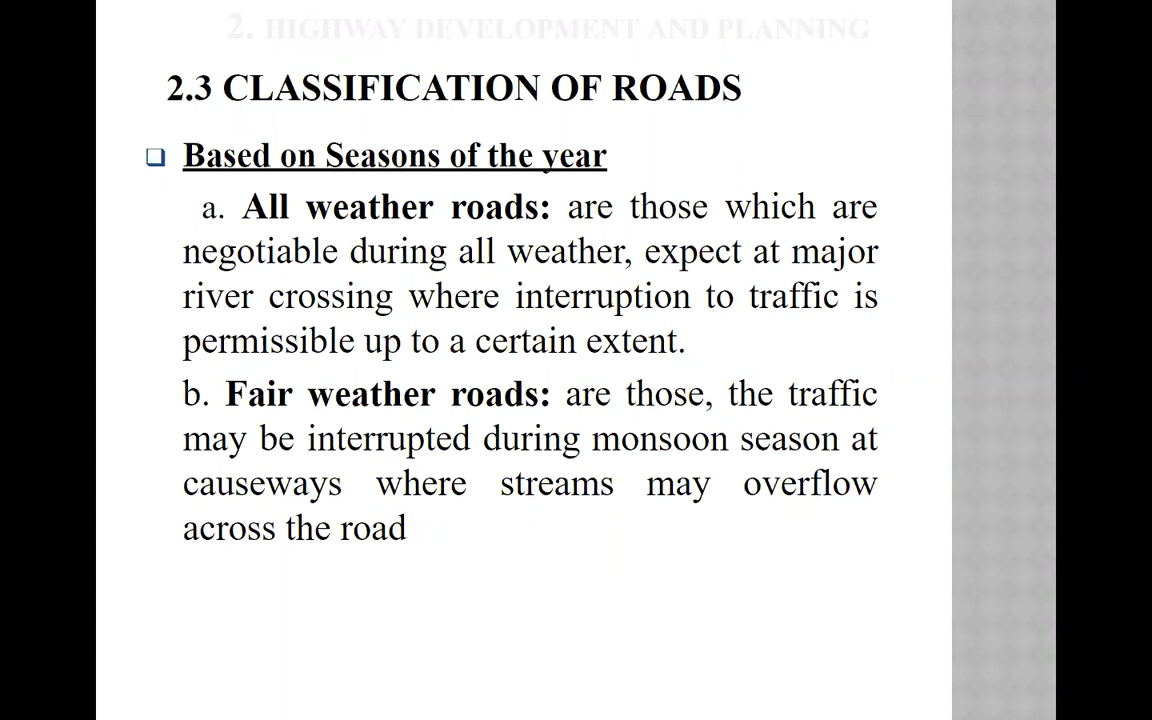 2. HIGHWAY DEVELOPMENT AND PLANNING
2.3 CLASSIFICATION OF ROADS
❑ Based on Seasons of the year
a. All weather roads: are those which are
negotiable during all weather, expect at major
river crossing where interruption to traffic is
permissible up to a certain extent.
b. Fair weather roads: are those, the traffic
may be interrupted during monsoon season at
causeways where streams may overflow
across the road